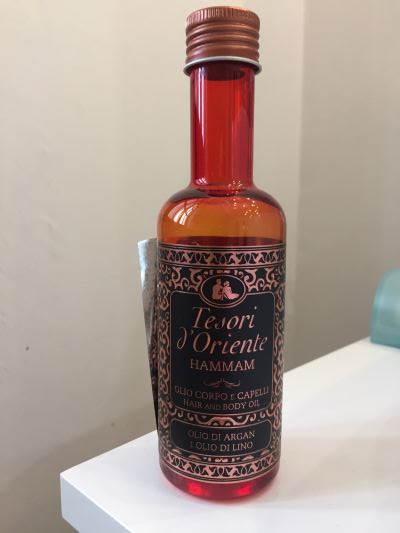 Tesori
d'Oriente
HAMMAM
OLIO CORPO E CAPELLI
HAIR AND BODY OIL
OLIO DI ARGAN
E OLIO DI LINO